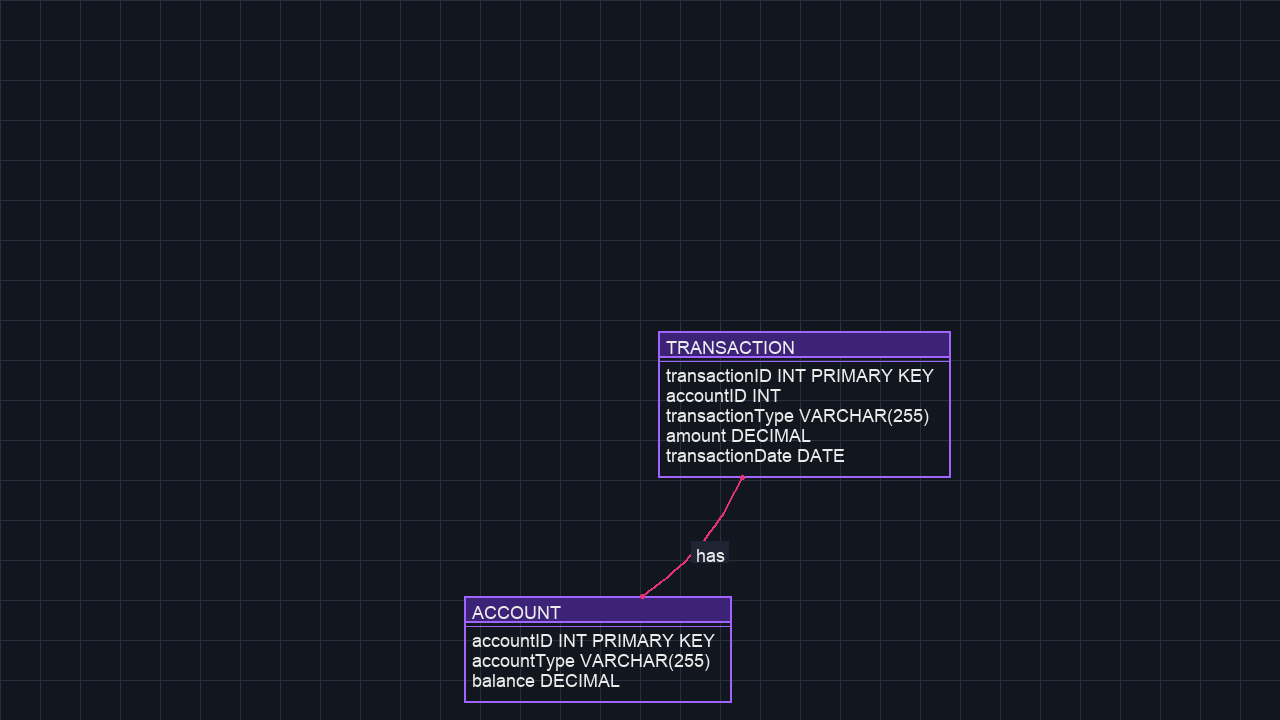 TRANSACTION
transactionID INT PRIMARY KEY
accountID INT
transactionType VARCHAR(255)
amount DECIMAL
transactionDate DATE
has
ACCOUNT
accountID INT PRIMARY KEY
accountType VARCHAR(255)
balance DECIMAL